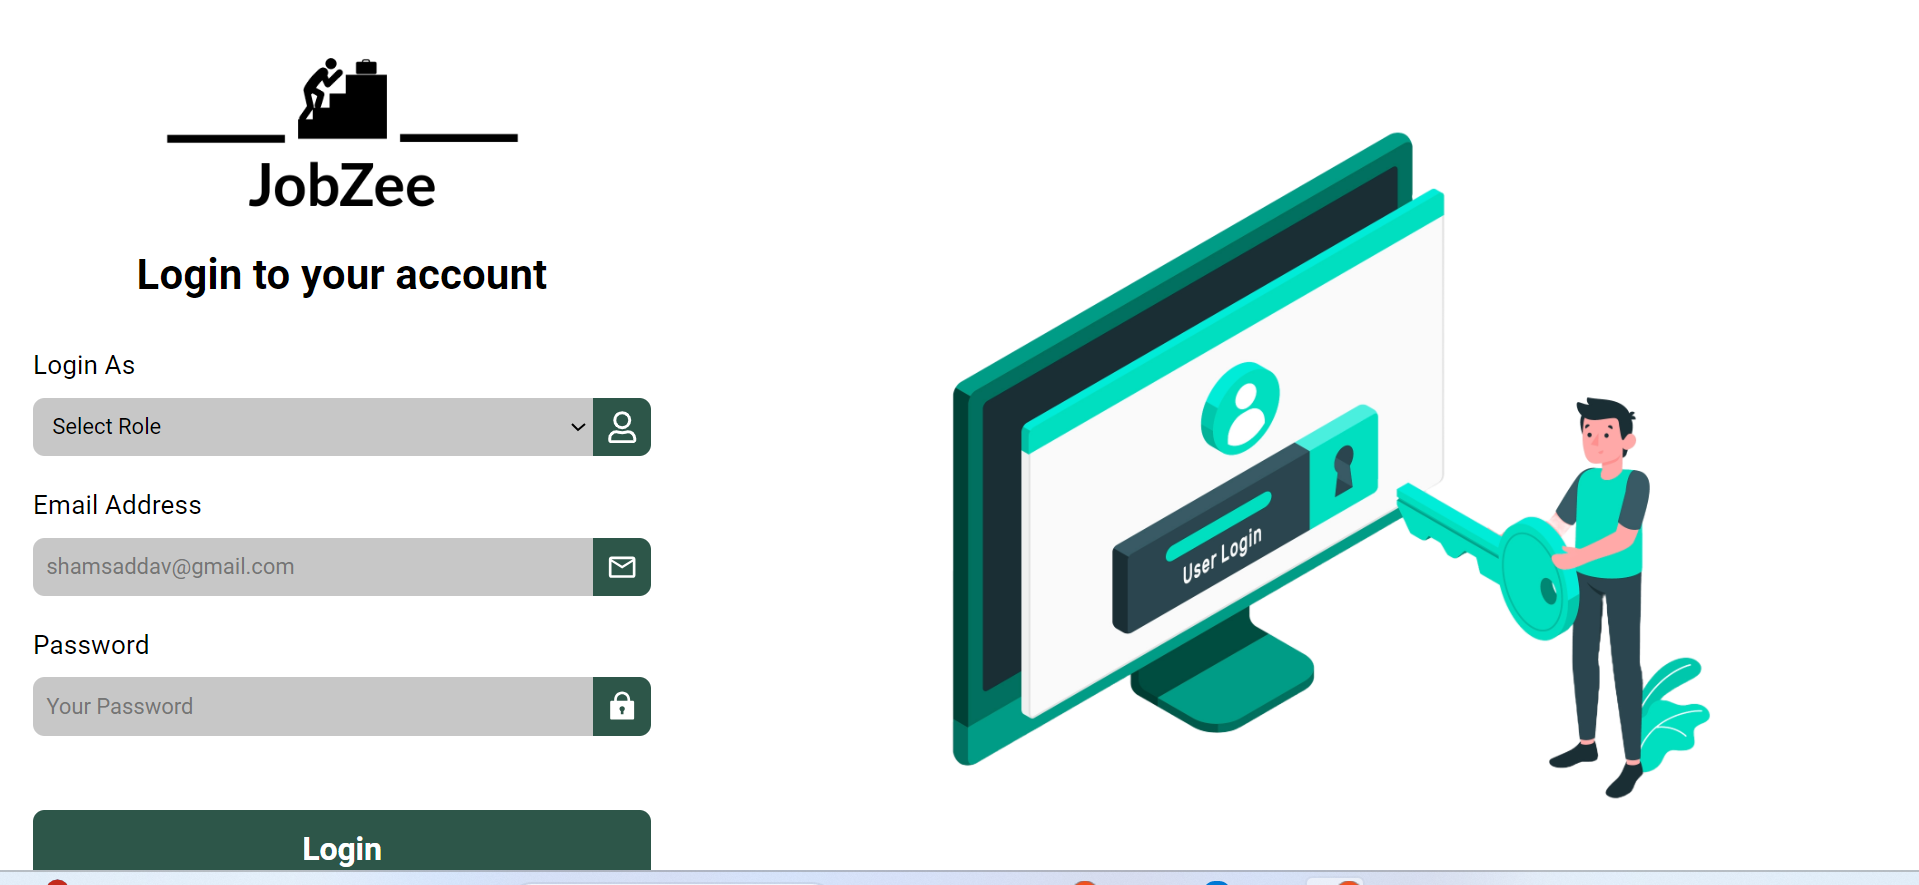 JobZee
Login to your account
Login As
Select Role
Email Address
shamsaddav@gmail.com
Password
Your Password
Login
User Login